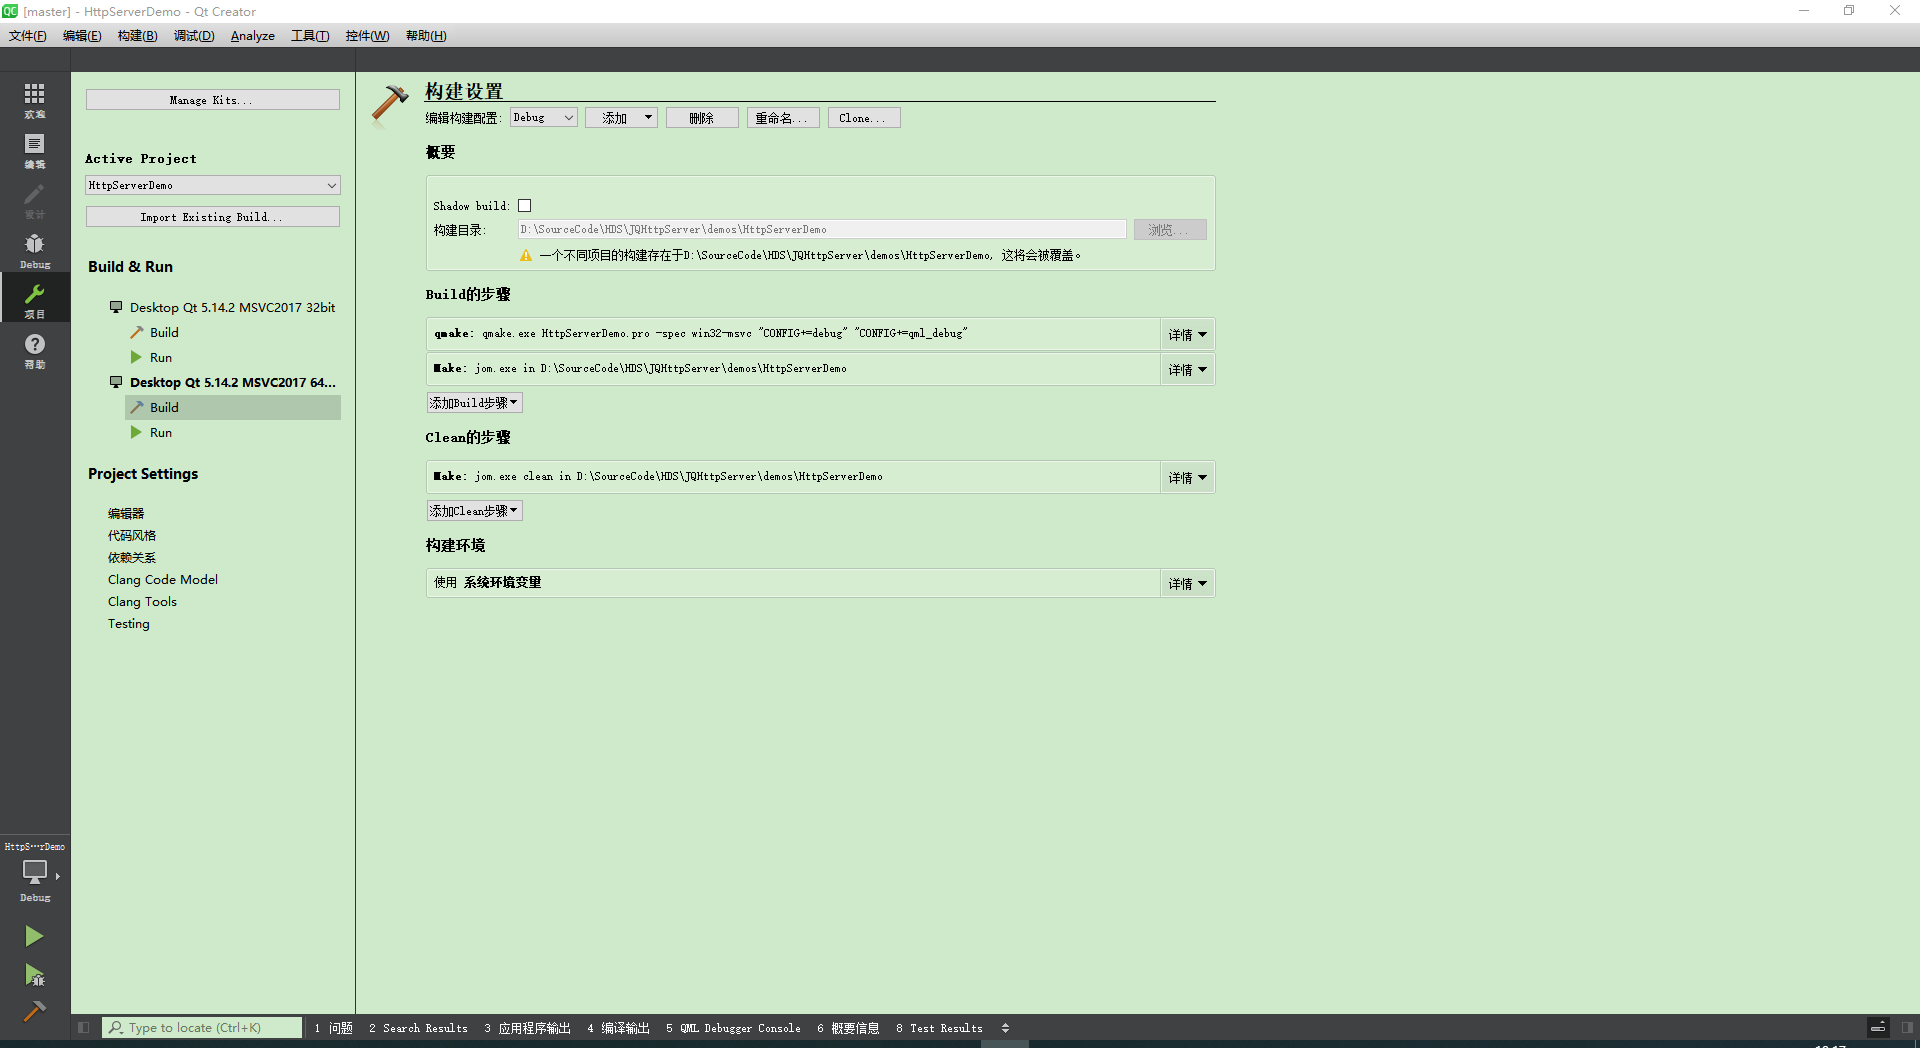 [master] - HttpServerDemo - Qt Creator
文件(F) 编辑(E) 构建(B) 调试(D) Analyze 工具(T) 控件(W) 帮助(H)
欢迎
编辑
设计
Debug
项目
帮助
HttpS···rDemo
Debug
Manage Kits...
Active Project
HttpServerDemo
Import Existing Build...
Build & Run
Desktop Qt 5.14.2 MSVC2017 32bit
Build
Run
Desktop Qt 5.14.2 MSVC2017 64...
Build
Run
Project Settings
编辑器
代码风格
依赖关系
Clang Code Model
Clang Tools
Testing
构建设置
编辑构建配置: Debug 添加 删除 重命名... Clone...
概要
Shadow build:
构建目录: D:\SourceCode\HDS\JQHttpServer\demos\HttpServerDemo 浏览...
一个不同项目的构建存在于D:\SourceCode\HDS\JQHttpServer\demos\HttpServerDemo, 这将会被覆盖。
Build的步骤
qmake: qmake.exe HttpServerDemo.pro -spec win32-msvc "CONFIG+=debug" "CONFIG+=qml_debug" 详情
Make: jom.exe in D:\SourceCode\HDS\JQHttpServer\demos\HttpServerDemo 详情
添加Build步骤
Clean的步骤
Make: jom.exe clean in D:\SourceCode\HDS\JQHttpServer\demos\HttpServerDemo 详情
添加Clean步骤
构建环境
使用 系统环境变量 详情
Type to locate (Ctrl+K) 1 问题 2 Search Results 3 应用程序输出 4 编译输出 5 QML Debugger Console 6 概要信息 8 Test Results